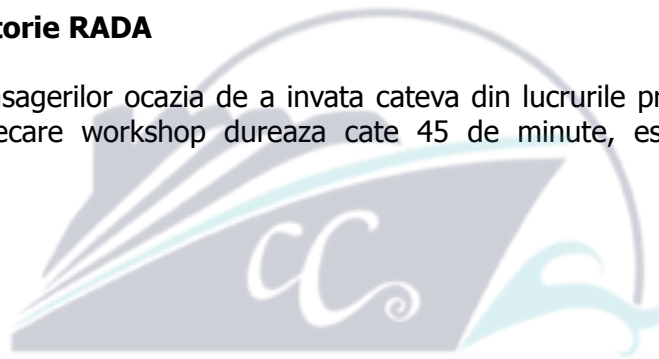 torie RADA
sagerilor ocazia de a invata cateva din lucrurile pr
ecare workshop dureaza cate 45 de minute, es
CC